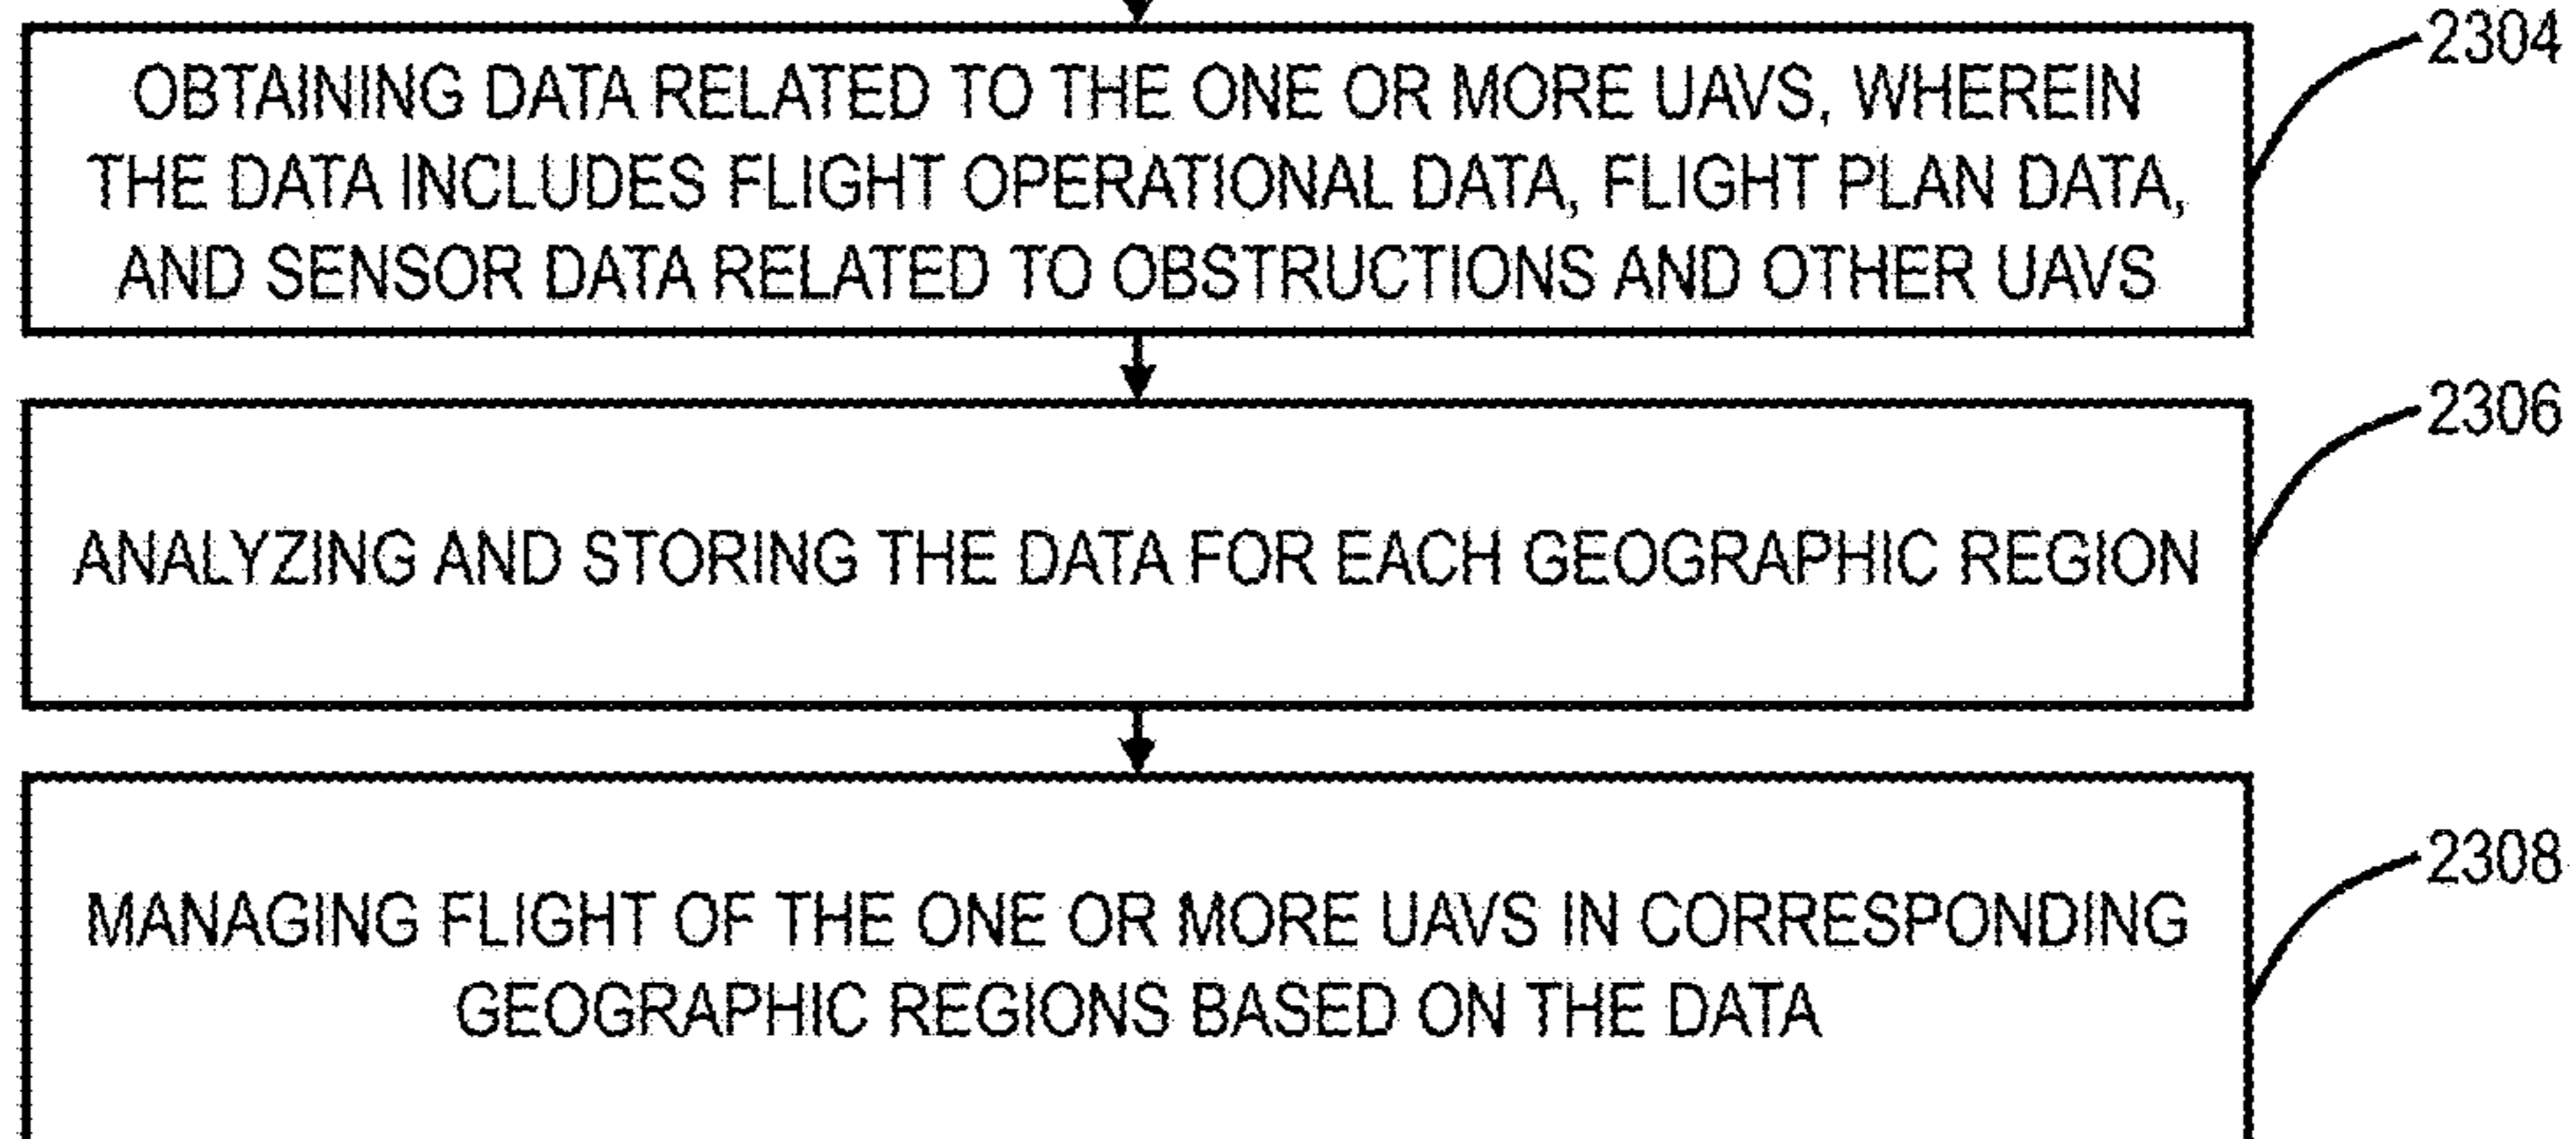 2304
OBTAINING DATA RELATED TO THE ONE OR MORE UAVS, WHEREIN
THE DATA INCLUDES FLIGHT OPERATIONAL DATA, FLIGHT PLAN DATA,
AND SENSOR DATA RELATED TO OBSTRUCTIONS AND OTHER UAVS
2306
ANALYZING AND STORING THE DATA FOR EACH GEOGRAPHIC REGION
2308
MANAGING FLIGHT OF THE ONE OR MORE UAVS IN CORRESPONDING
GEOGRAPHIC REGIONS BASED ON THE DATA